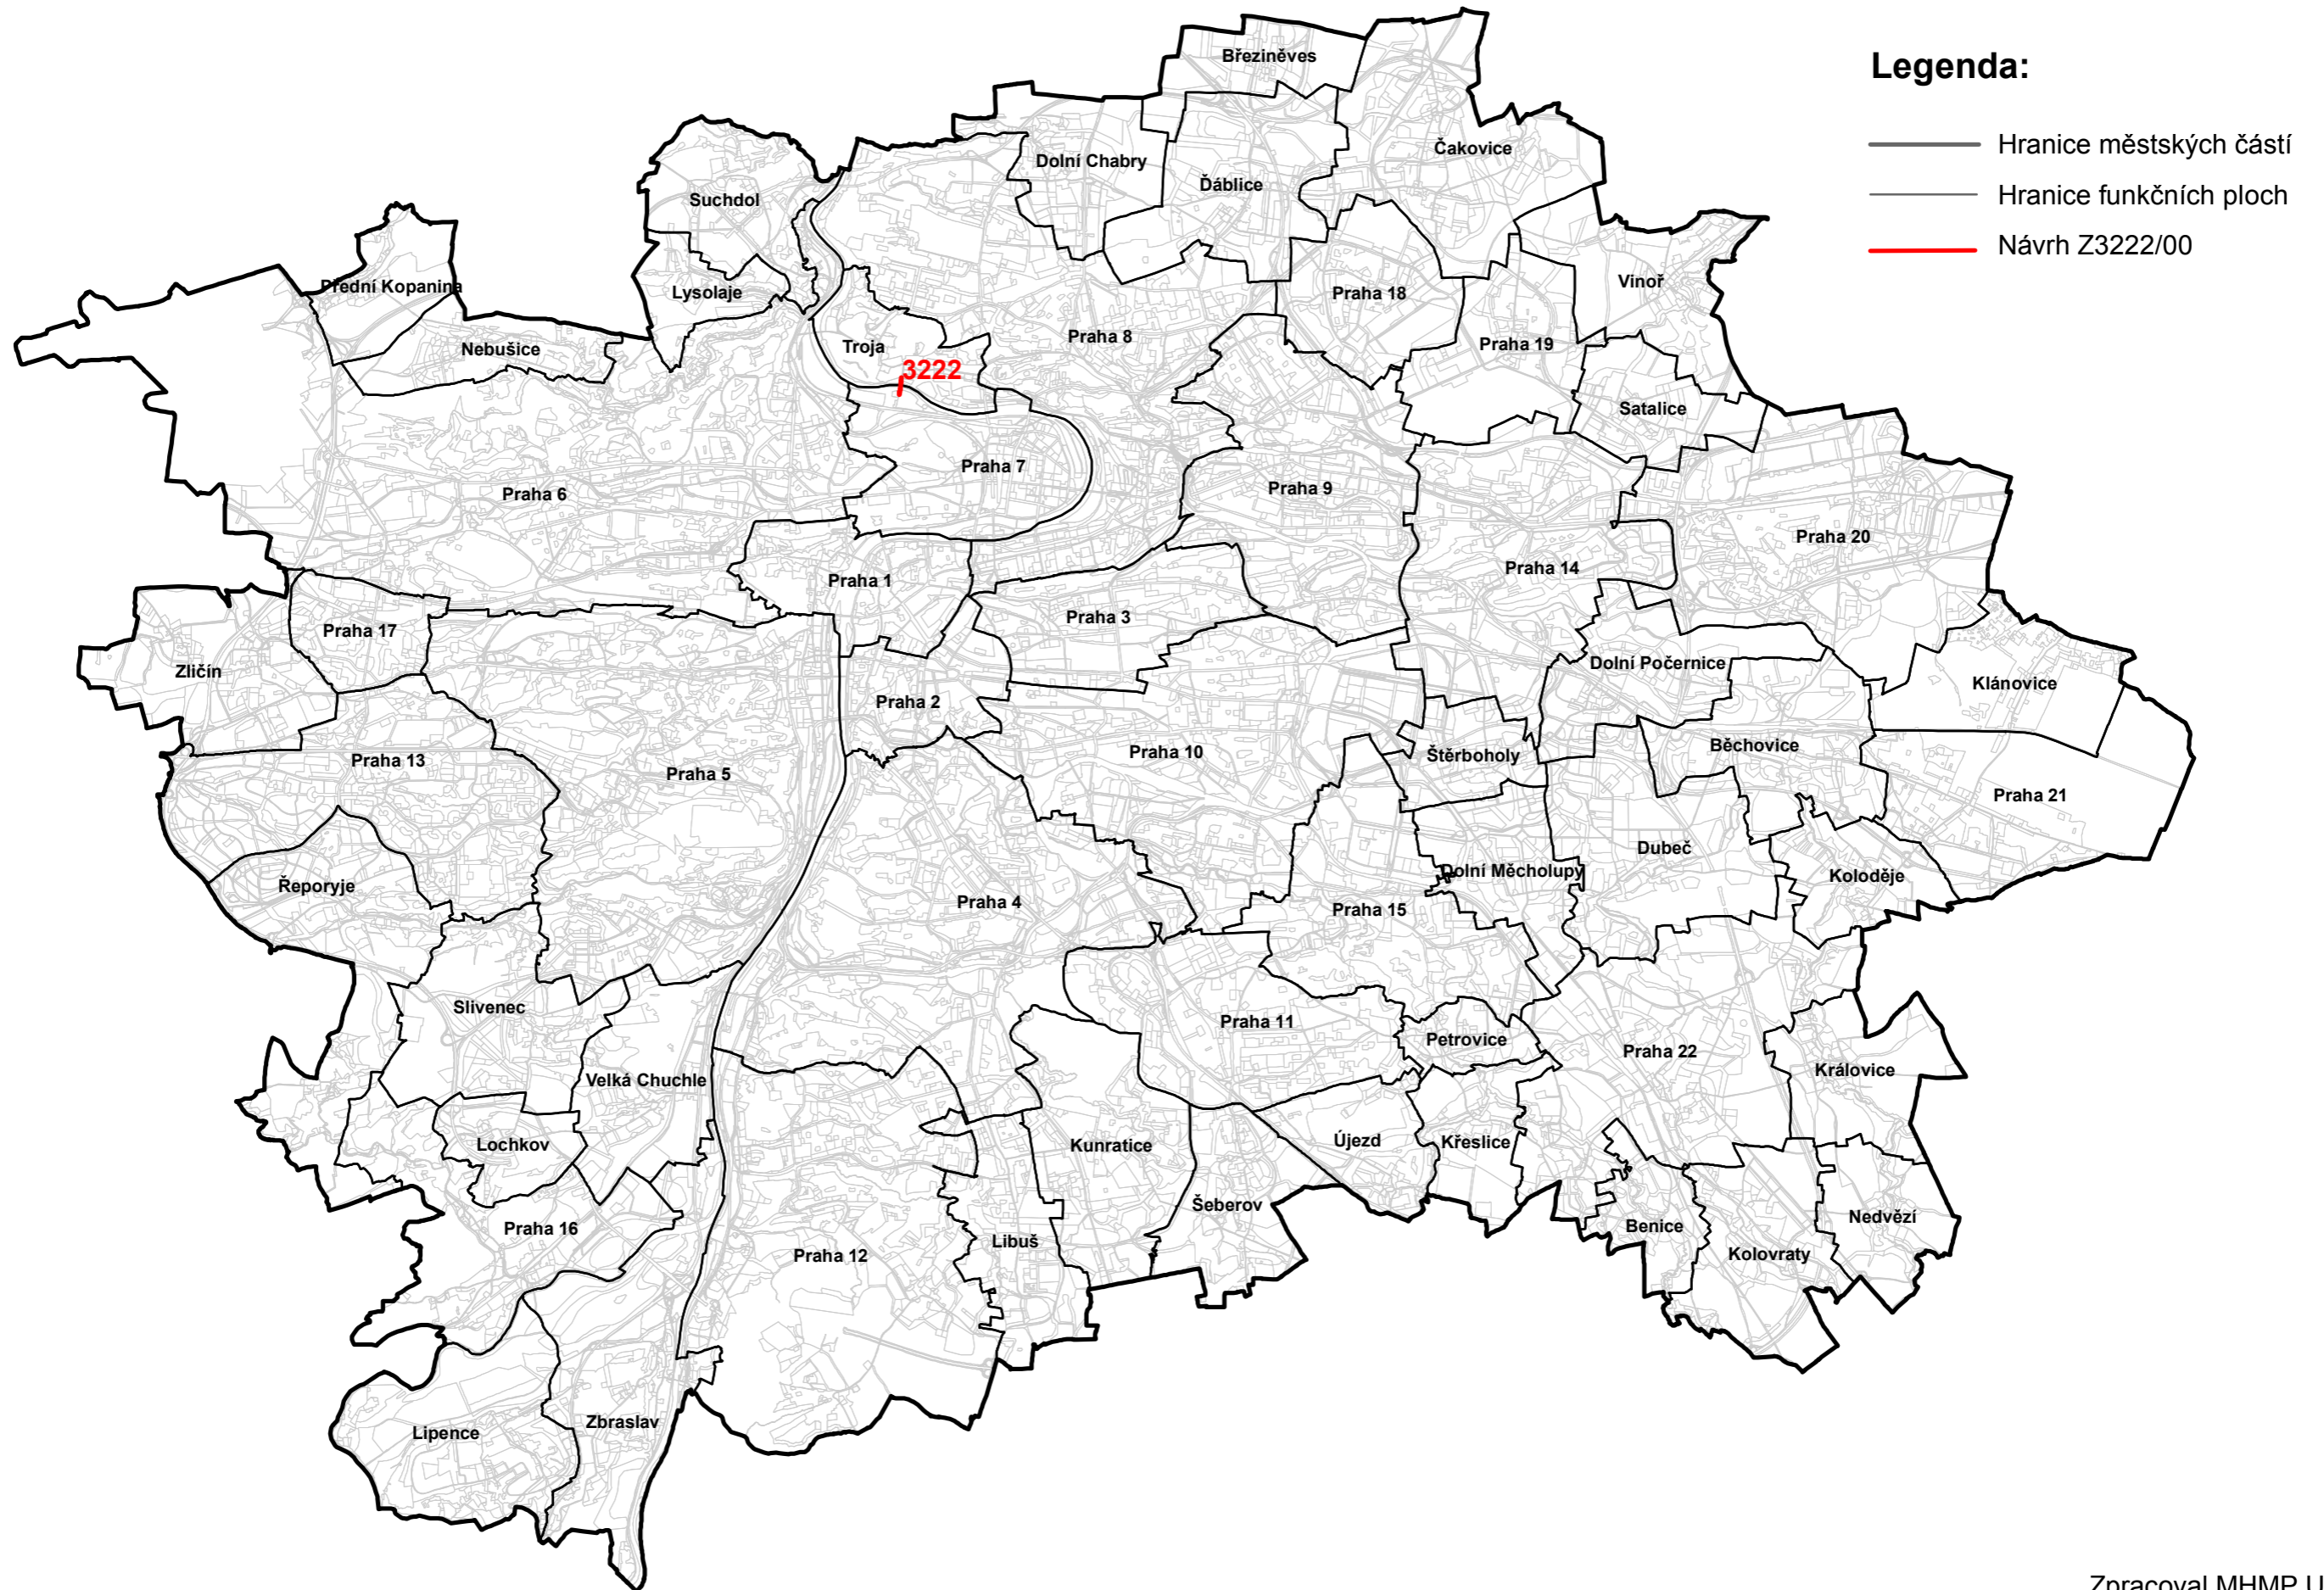 Legenda:
Hranice městských částí
Hranice funkčních ploch
Návrh Z3222/00
Březiněves
Čakovice
Dolní Chabry
Ďáblice
Suchdol
Vinoř
Přední Kopanina
Lysolaje
Praha 18
Praha 8
Praha 19
Troja
Nebušice
3222
Satalice
Praha 7
Praha 9
Praha 6
Praha 20
Praha 14
Praha 1
Praha 3
Praha 17
Dolní Počernice
Zličín
Klánovice
Praha 2
Běchovice
Praha 10
Štěrboholy
Praha 13
Praha 5
Praha 21
Dubeč
Dolní Měcholupy
Koloděje
Řeporyje
Praha 4
Praha 15
Slivenec
Praha 11
Petrovice
Praha 22
Královice
Velká Chuchle
Lochkov
Kunratice
Újezd
Křeslice
Šeberov
Nedvězí
Praha 16
Benice
Libuš
Kolovraty
Praha 12
Zbraslav
Lipence
Zpracoval MHMP U